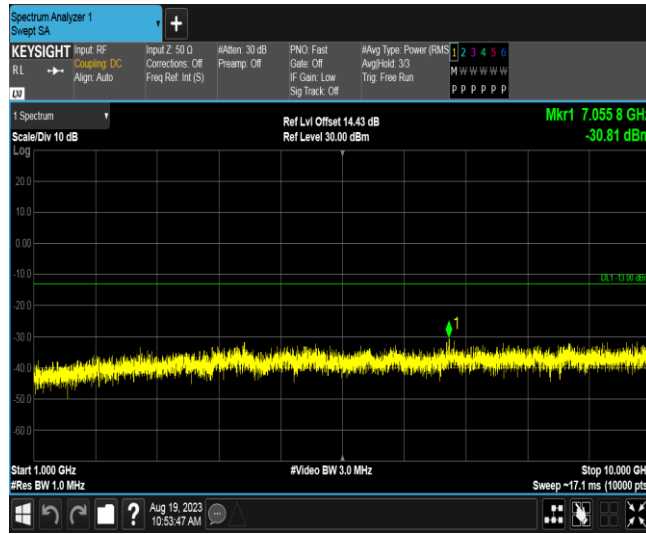 Spectrum Analyzer 1
Swept SA
+
KEYSIGHT Input: RF Input Z: 50 Ω #Atten: 30 dB PNO: Fast #Avg Type: Power (RMS 1 2 3 4 5 6
RL Coupling: DC Corrections: Off Preamp: Off Gate: Off Avg|Hold: 3/3 M W W W W W
Align: Auto Freq Ref: Int (S) IF Gain: Low Trig: Free Run
LXI Sig Track: Off P P P P P P
1 Spectrum Ref Lvl Offset 14.43 dB Mkr1 7.055 8 GHz
Scale/Div 10 dB Ref Level 30.00 dBm -30.81 dBm
Log
20.0
10.0
0.00
-10.0
DL1 -13.00 dBm
-20.0
-30.0
1
-40.0
-50.0
-60.0
Start 1.000 GHz #Video BW 3.0 MHz Stop 10.000 GHz
#Res BW 1.0 MHz Sweep ~17.1 ms (10000 pts
? Aug 19, 2023
10:53:47 AM